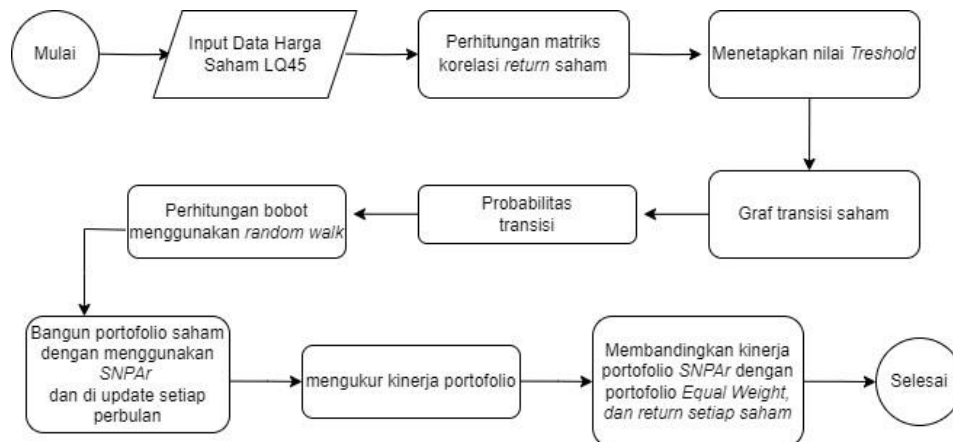 Mulai
Input Data Harga
Saham LQ45
Perhitungan matriks
korelasi return saham
Menetapkan nilai Treshold
Graf transisi saham
Probabilitas
transisi
Perhitungan bobot
menggunakan random walk
Bangun portofolio saham
dengan menggunakan
SNPAr
dan di update setiap
perbulan
mengukur kinerja portofolio
Membandingkan kinerja
portofolio SNPAr dengan
portofolio Equal Weight,
dan return setiap saham
Selesai